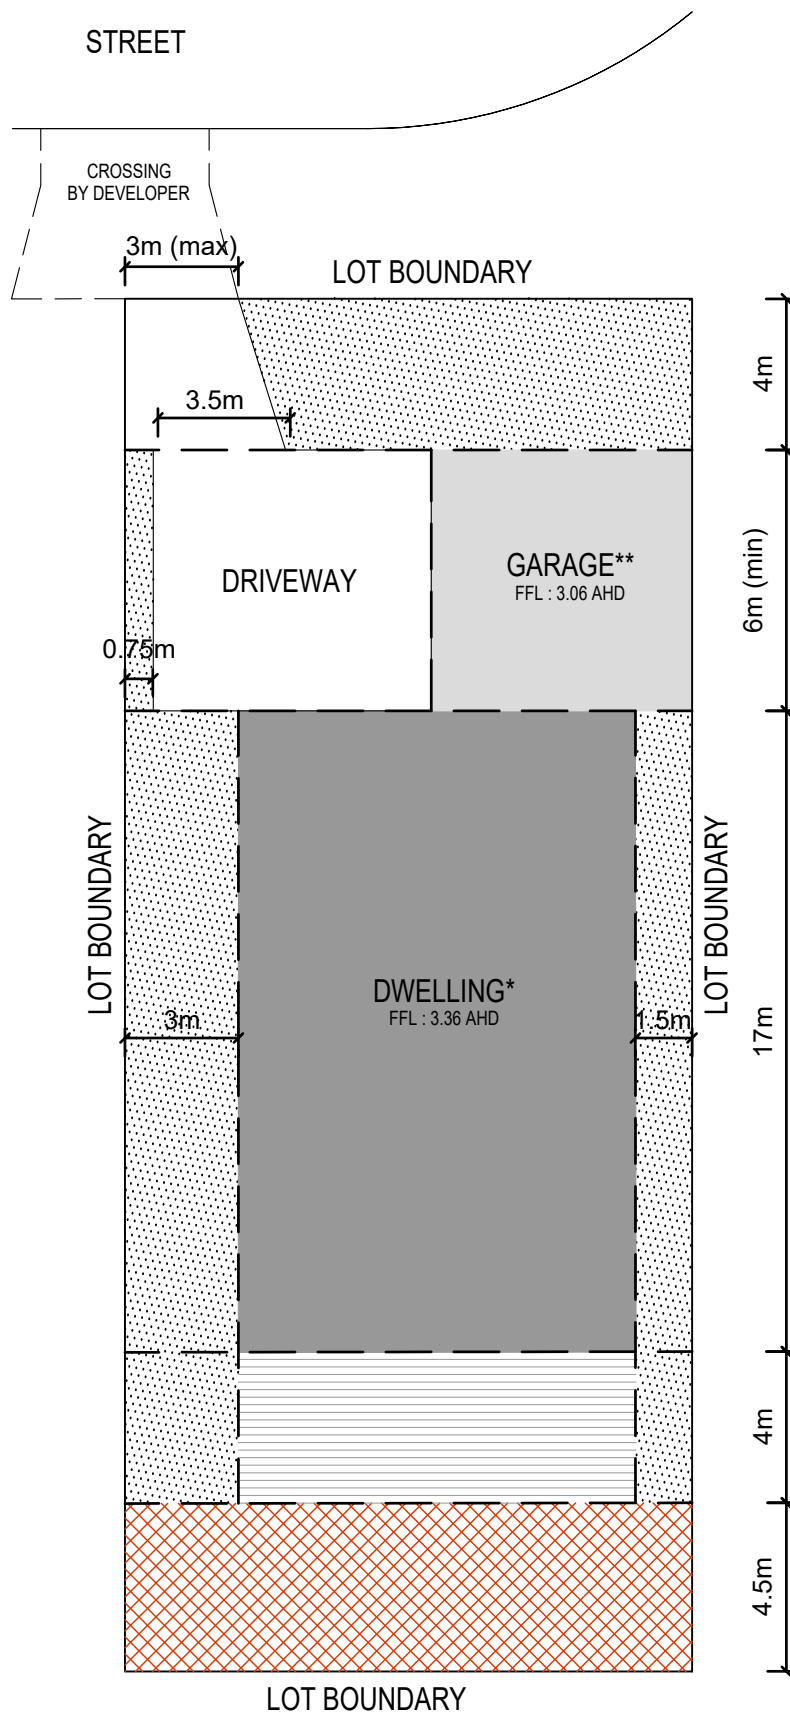 STREET
CROSSING
BY DEVELOPER
3m (max)
LOT BOUNDARY
4m
3.5m
DRIVEWAY
GARAGE**
FFL : 3.06 AHD
6m (min)
0.75m
LOT BOUNDARY
LOT BOUNDARY
DWELLING*
FFL : 3.36 AHD
3m
1.5m
17m
4m
4.5m
LOT BOUNDARY